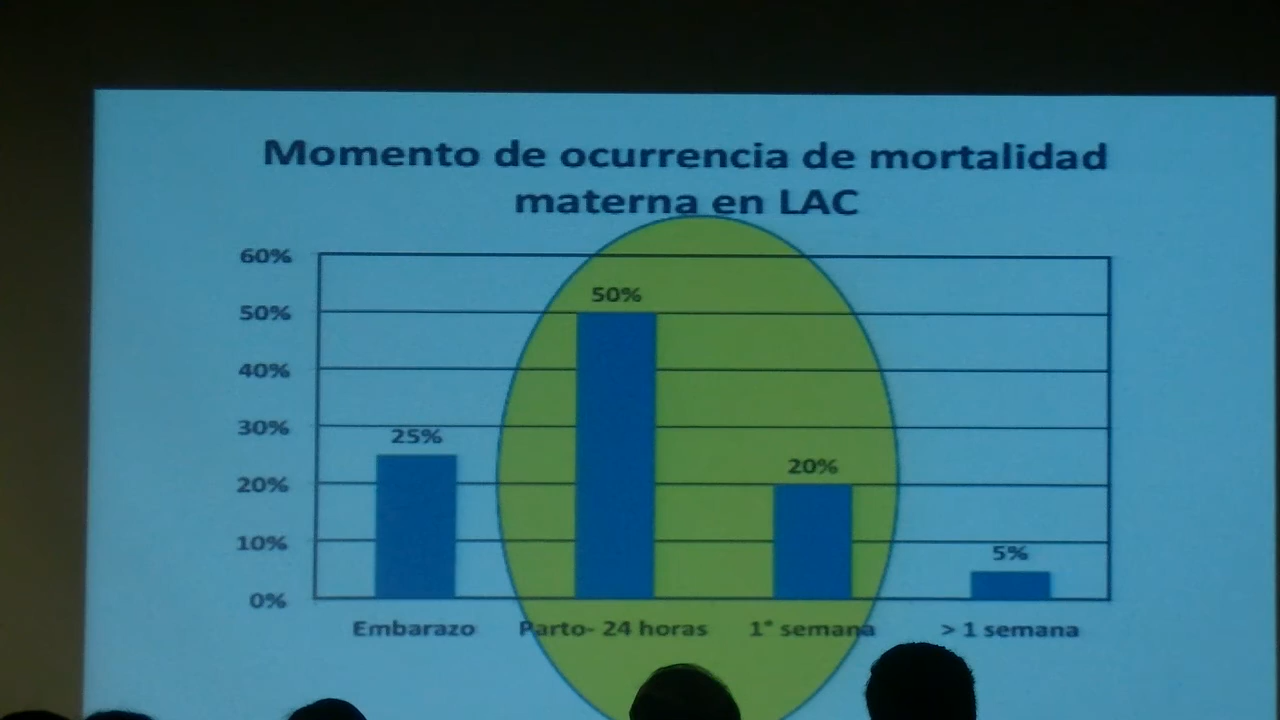 Momento de ocurrencia de mortalidad
materna en LAC
60%
50%
40%
30%
20%
10%
0%
25%
50%
20%
5%
Embarazo
Parto- 24 horas
1° semana
> 1 semana